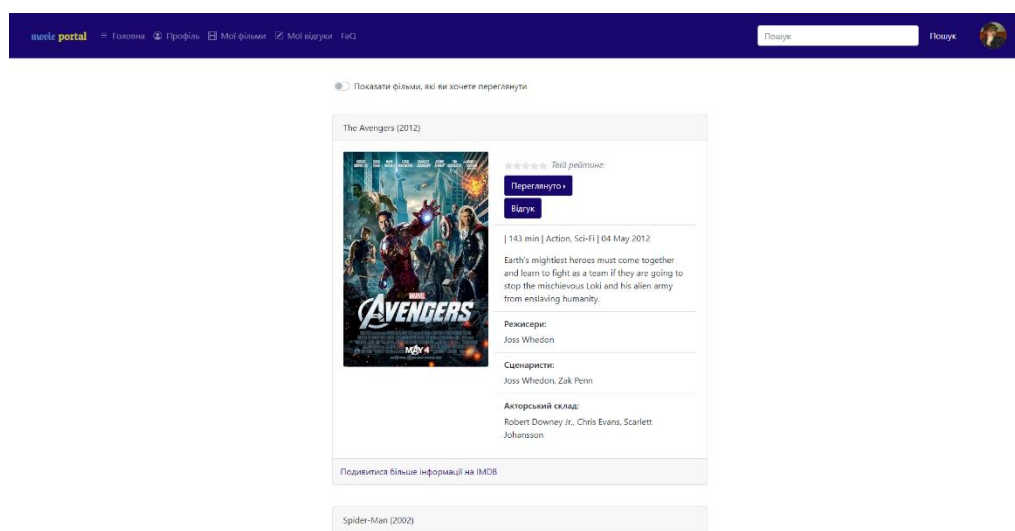 movie portal Головна Профіль Мої фільми Мої відгуки FaQ Пошук Пошук
Показати фільми, які ви хочете переглянути
The Avengers (2012)
Твій рейтинг:
Переглянуто
Відгук
| 143 min | Action, Sci-Fi | 04 May 2012
Earth's mightiest heroes must come together
and learn to fight as a team if they are going to
stop the mischievous Loki and his alien army
from enslaving humanity.
MARVEL
AVENGERS
MAY 4
Режисери:
Joss Whedon
Сценаристи:
Joss Whedon, Zak Penn
Акторський склад:
Robert Downey Jr., Chris Evans, Scarlett
Johansson
Подивитися більше інформації на IMDB
Spider-Man (2002)